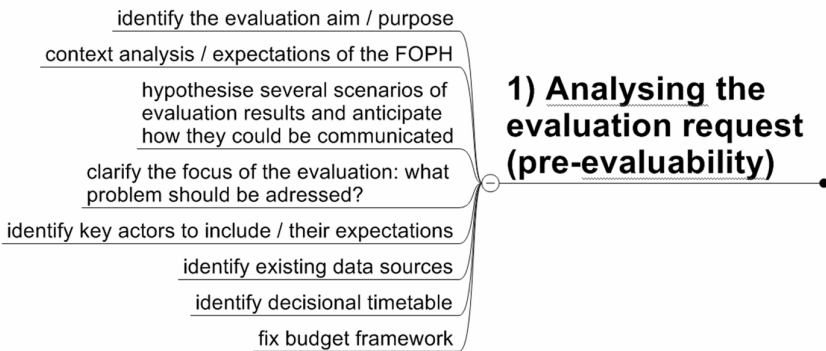 identify the evaluation aim / purpose
context analysis / expectations of the FOPH
hypothesise several scenarios of
evaluation results and anticipate
how they could be communicated
clarify the focus of the evaluation: what
problem should be adressed?
identify key actors to include / their expectations
identify existing data sources
identify decisional timetable
fix budget framework
1) Analysing the
evaluation request
(pre-evaluability)